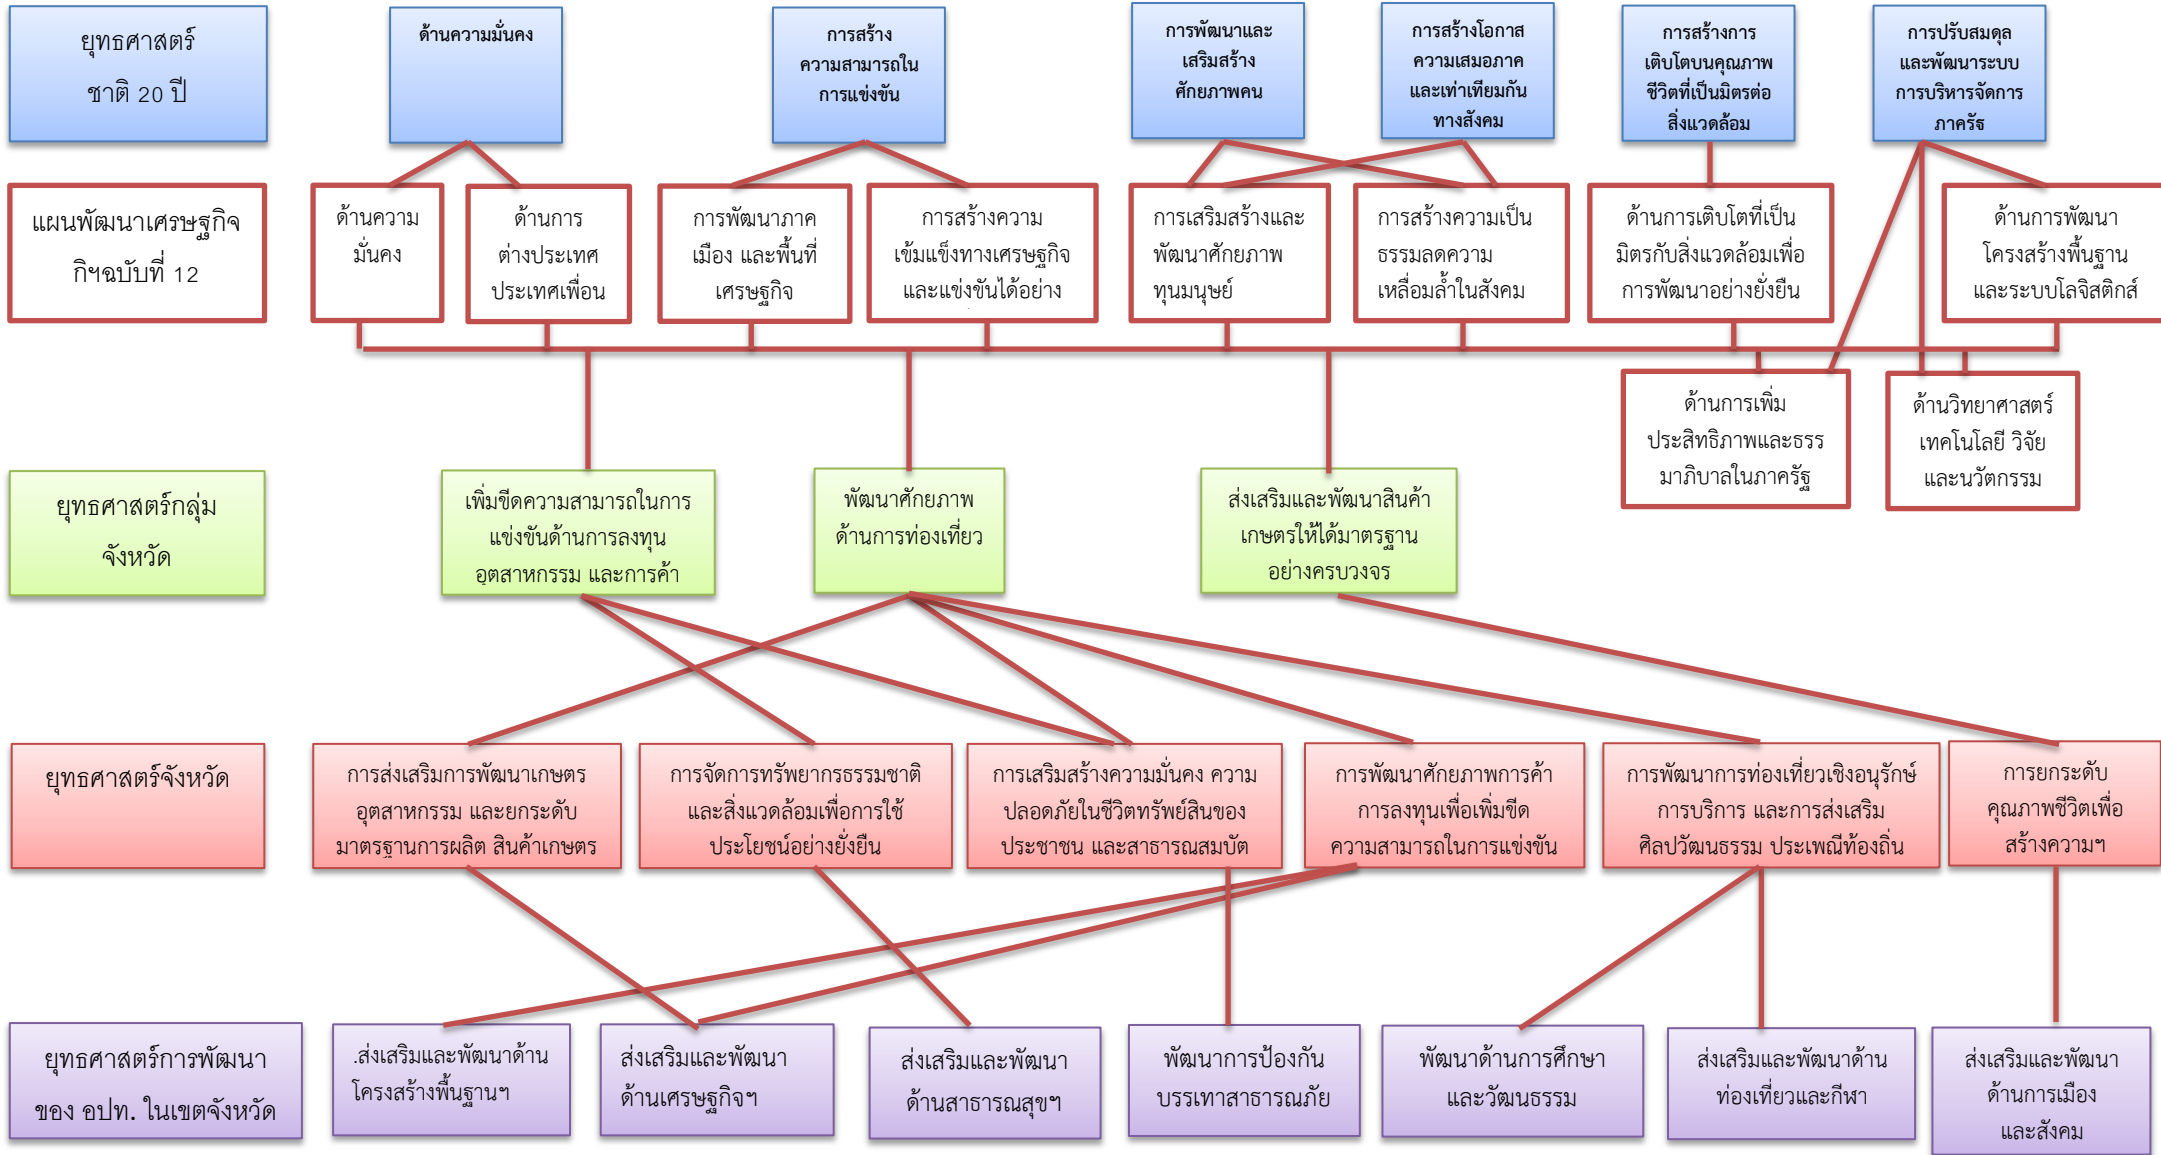 ยุทธศาสตร์
ชาติ 20 ปี
ด้านความมั่นคง
การสร้าง
ความสามารถใน
การแข่งขัน
การพัฒนาและ
เสริมสร้าง
ศักยภาพคน
การสร้างโอกาส
ความเสมอภาค
และเท่าเทียมกัน
ทางสังคม
การสร้างการ
เติบโตบนคุณภาพ
ชีวิตที่เป็นมิตรต่อ
สิ่งแวดล้อม
การปรับสมดุล
และพัฒนาระบบ
การบริหารจัดการ
ภาครัฐ
แผนพัฒนาเศรษฐกิจ
กิฯฉบับที่ 12
ด้านความ
มั่นคง
ด้านการ
ต่างประเทศ
ประเทศเพื่อน
การพัฒนาภาค
เมือง และพื้นที่
เศรษฐกิจ
การสร้างความ
เข้มแข็งทางเศรษฐกิจ
และแข่งขันได้อย่าง
การเสริมสร้างและ
พัฒนาศักยภาพ
ทุนมนุษย์
การสร้างความเป็น
ธรรมลดความ
เหลื่อมล้ำในสังคม
ด้านการเติบโตที่เป็น
มิตรกับสิ่งแวดล้อมเพื่อ
การพัฒนาอย่างยั่งยืน
ด้านการพัฒนา
โครงสร้างพื้นฐาน
และระบบโลจิสติกส์
ด้านการเพิ่ม
ประสิทธิภาพและธรร
มาภิบาลในภาครัฐ
ด้านวิทยาศาสตร์
เทคโนโลยี วิจัย
และนวัตกรรม
ยุทธศาสตร์กลุ่ม
จังหวัด
เพิ่มขีดความสามารถในการ
แข่งขันด้านการลงทุน
อุตสาหกรรม และการค้า
พัฒนาศักยภาพ
ด้านการท่องเที่ยว
ส่งเสริมและพัฒนาสินค้า
เกษตรให้ได้มาตรฐาน
อย่างครบวงจร
ยุทธศาสตร์จังหวัด
การส่งเสริมการพัฒนาเกษตร
อุตสาหกรรม และยกระดับ
มาตรฐานการผลิต สินค้าเกษตร
การจัดการทรัพยากรธรรมชาติ
และสิ่งแวดล้อมเพื่อการใช้
ประโยชน์อย่างยั่งยืน
การเสริมสร้างความมั่นคง ความ
ปลอดภัยในชีวิตทรัพย์สินของ
ประชาชน และสาธารณสมบัต
การพัฒนาศักยภาพการค้า
การลงทุนเพื่อเพิ่มขีด
ความสามารถในการแข่งขัน
การพัฒนาการท่องเที่ยวเชิงอนุรักษ์
การบริการ และการส่งเสริม
ศิลปวัฒนธรรม ประเพณีท้องถิ่น
การยกระดับ
คุณภาพชีวิตเพื่อ
สร้างความฯ
ยุทธศาสตร์การพัฒนา
ของ อปท. ในเขตจังหวัด
.ส่งเสริมและพัฒนาด้าน
โครงสร้างพื้นฐานฯ
ส่งเสริมและพัฒนา
ด้านเศรษฐกิจฯ
ส่งเสริมและพัฒนา
ด้านสาธารณสุขฯ
พัฒนาการป้องกัน
บรรเทาสาธารณภัย
พัฒนาด้านการศึกษา
และวัฒนธรรม
ส่งเสริมและพัฒนาด้าน
ท่องเที่ยวและกีฬา
ส่งเสริมและพัฒนา
ด้านการเมือง
และสังคม